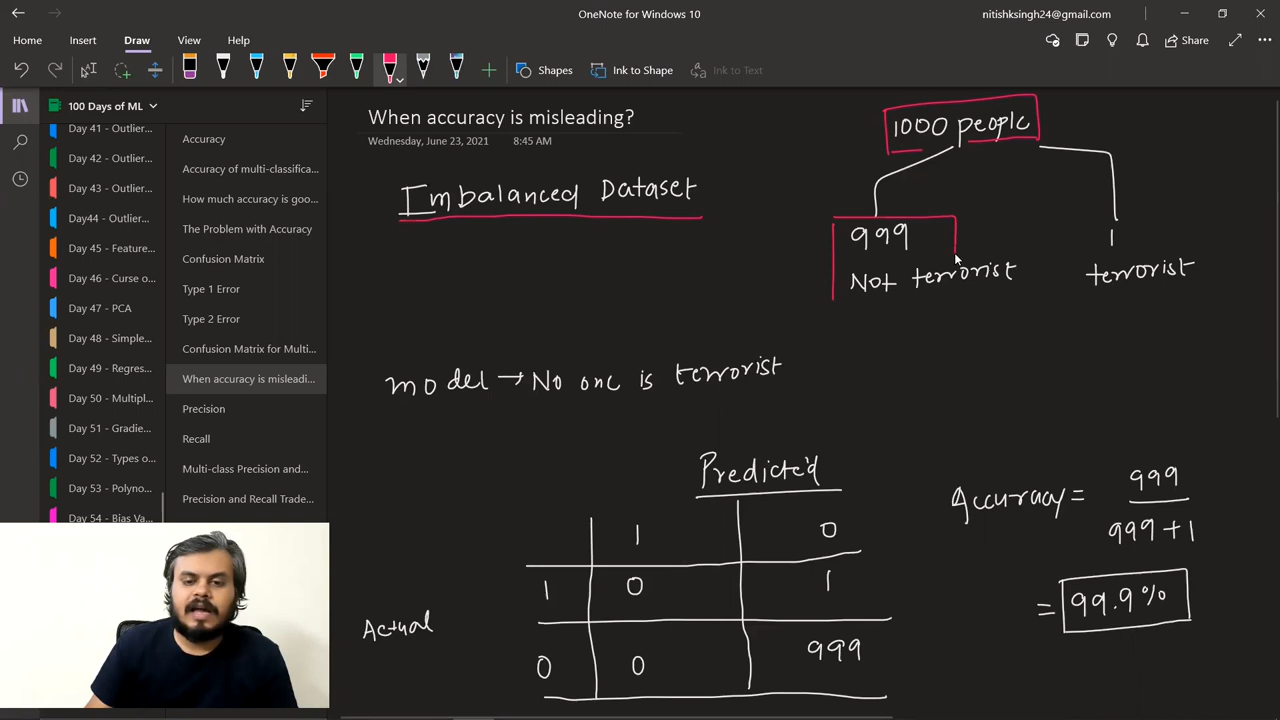 OneNote for Windows 10
nitishksingh24@gmail.com
Home
Insert
Draw
View
Help
Share
Shapes
Ink to Shape
Ink to Text
100 Days of ML
Day 41 - Outlier...
Day 42 - Outlier...
Day 43 - Outlier...
Day44 - Outlier...
Day 45 - Feature...
Day 46 - Curse o...
Day 47 - PCA
Day 48 - Simple...
Day 49 - Regres...
Day 50 - Multipl...
Day 51 - Gradie...
Day 52 - Types o...
Day 53 - Polyno...
Day 54 - Bias Va...
Accuracy
Accuracy of multi-classifica...
How much accuracy is goo...
The Problem with Accuracy
Confusion Matrix
Type 1 Error
Type 2 Error
Confusion Matrix for Multi...
When accuracy is misleadi...
Precision
Recall
Multi-class Precision and...
Precision and Recall Trade...
When accuracy is misleading?
Wednesday, June 23, 2021 8:45 AM
Imbalanced Dataset
1000 people
999 1
Not terrorist terrorist
model → No one is terrorist
Predicted
1 0
1 0 1
Actual
0 0 999
Accuracy = 999
999 + 1
= 99.9%